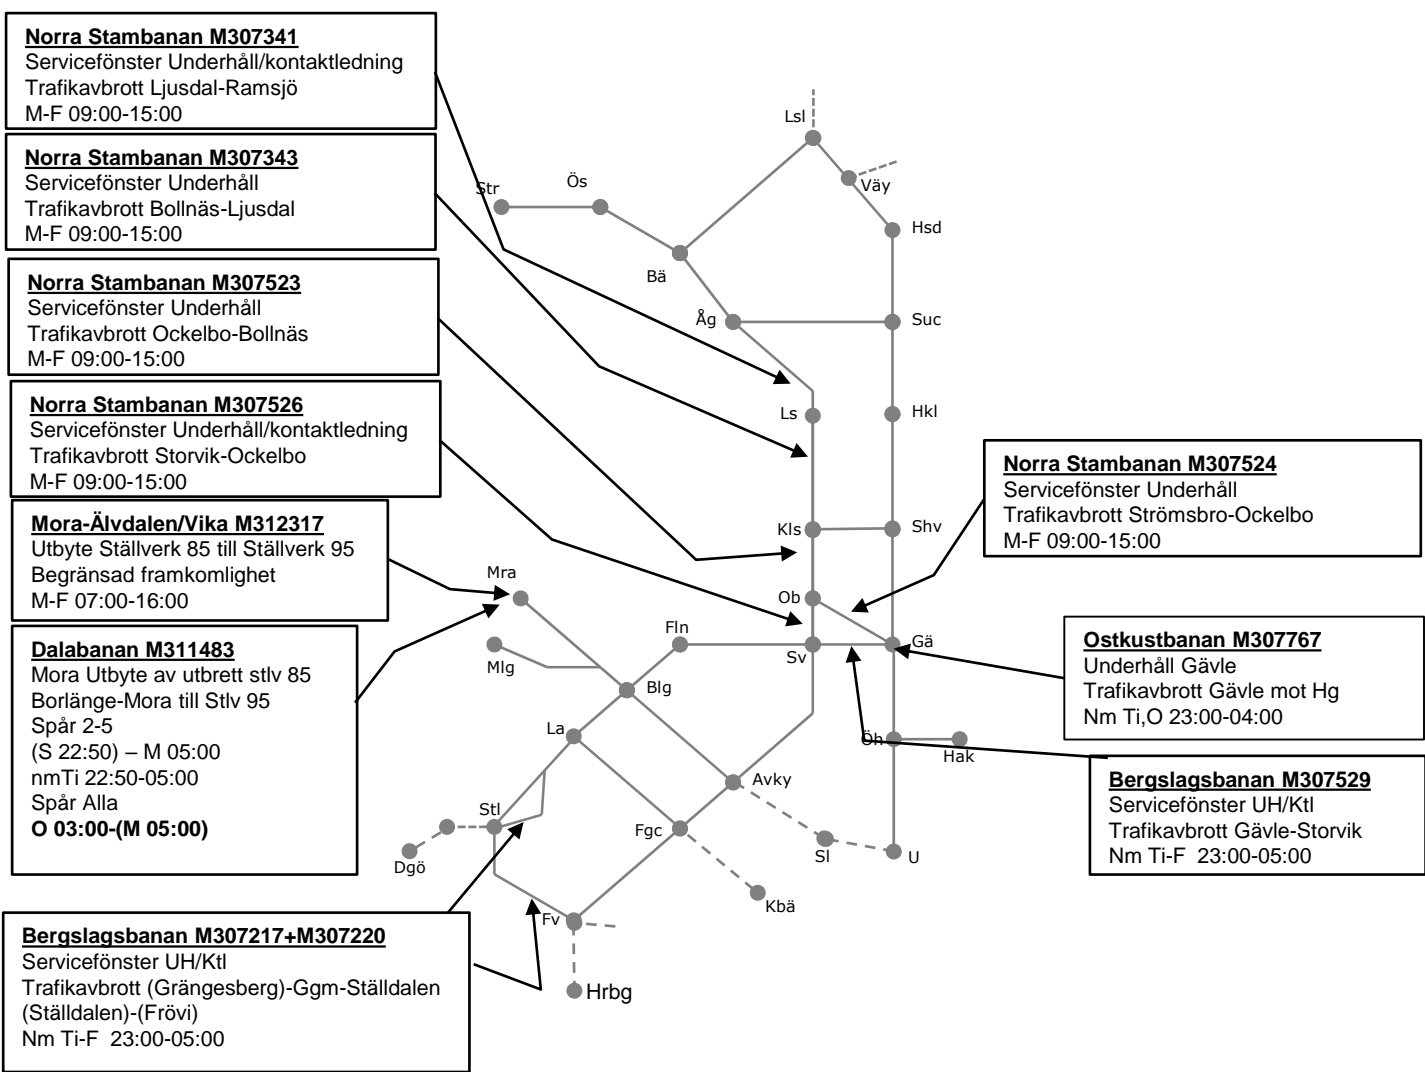 Norra Stambanan M307341
Servicefönster Underhåll/kontaktledning
Trafikavbrott Ljusdal-Ramsjö
M-F 09:00-15:00
Norra Stambanan M307343
Servicefönster Underhåll
Trafikavbrott Bollnäs-Ljusdal
M-F 09:00-15:00
Norra Stambanan M307523
Servicefönster Underhåll
Trafikavbrott Ockelbo-Bollnäs
M-F 09:00-15:00
Norra Stambanan M307526
Servicefönster Underhåll/kontaktledning
Trafikavbrott Storvik-Ockelbo
M-F 09:00-15:00
Mora-Älvdalen/Vika M312317
Utbyte Ställverk 85 till Ställverk 95
Begränsad framkomlighet
M-F 07:00-16:00
Dalabanan M311483
Mora Utbyte av utbrett stlv 85
Borlänge-Mora till Stlv 95
Spår 2-5
(S 22:50) – M 05:00
nmTi 22:50-05:00
Spår Alla
O 03:00-(M 05:00)
Bergslagsbanan M307217+M307220
Servicefönster UH/Ktl
Trafikavbrott (Grängesberg)-Ggm-Ställdalen
(Ställdalen)-(Frövi)
Nm Ti-F 23:00-05:00
Lsl
Väy
Str
Ös
Hsd
Bä
Åg
Suc
Ls
Hkl
Kls
Shv
Mra
Ob
Fln
Sv
Gä
Mlg
Blg
La
Öh
Hak
Avky
Stl
Fgc
Sl
U
Dgö
Kbä
Fv
Hrbg
Norra Stambanan M307524
Servicefönster Underhåll
Trafikavbrott Strömsbro-Ockelbo
M-F 09:00-15:00
Ostkustbanan M307767
Underhåll Gävle
Trafikavbrott Gävle mot Hg
Nm Ti,O 23:00-04:00
Bergslagsbanan M307529
Servicefönster UH/Ktl
Trafikavbrott Gävle-Storvik
Nm Ti-F 23:00-05:00